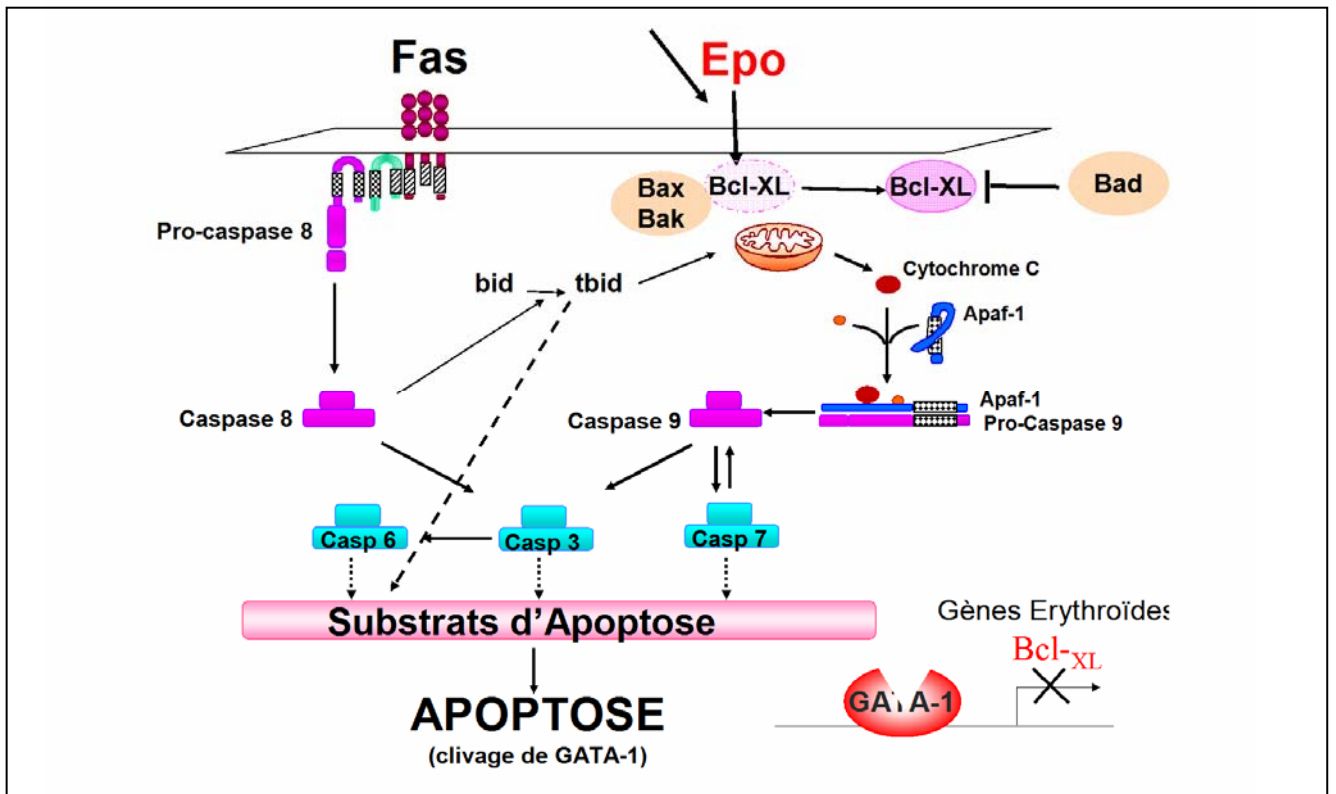 Fas
Epo
Bax
Bak
Bcl-XL
Bcl-XL
Bad
Pro-caspase 8
bid
tbid
Cytochrome C
Apaf-1
Caspase 8
Caspase 9
Apaf-1
Pro-Caspase 9
Casp 6
Casp 3
Casp 7
Substrats d’Apoptose
Gènes Erythroïdes
Bcl-XL
GATA-1
APOPTOSE
(clivage de GATA-1)